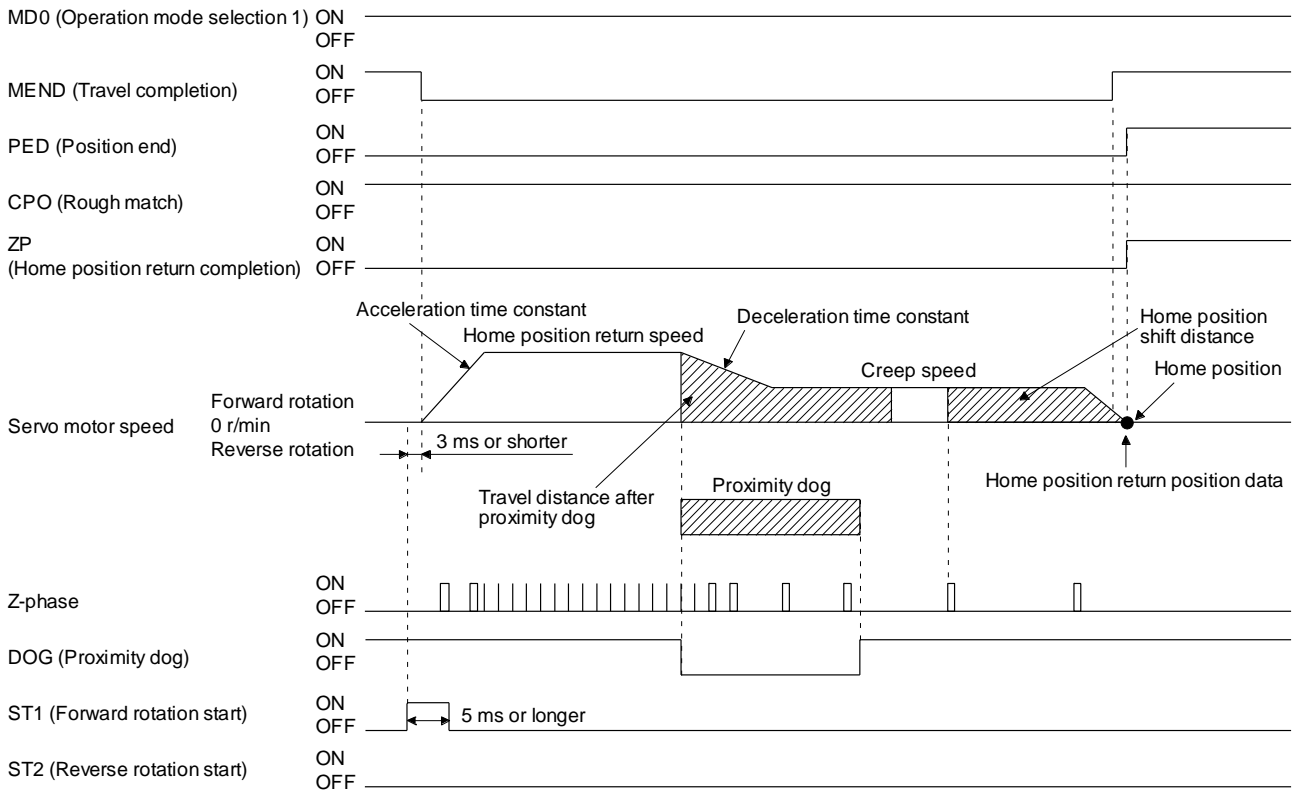 MD0 (Operation mode selection 1) ON
OFF
MEND (Travel completion) ON
OFF
PED (Position end) ON
OFF
CPO (Rough match) ON
OFF
ZP
(Home position return completion) ON
OFF
Acceleration time constant
Home position return speed
Deceleration time constant
Creep speed
Home position
shift distance
Home position
Servo motor speed
Forward rotation
0 r/min
Reverse rotation
3 ms or shorter
Travel distance after
proximity dog
Proximity dog
Home position return position data
Z-phase ON
OFF
DOG (Proximity dog) ON
OFF
ST1 (Forward rotation start) ON
OFF
5 ms or longer
ST2 (Reverse rotation start) ON
OFF